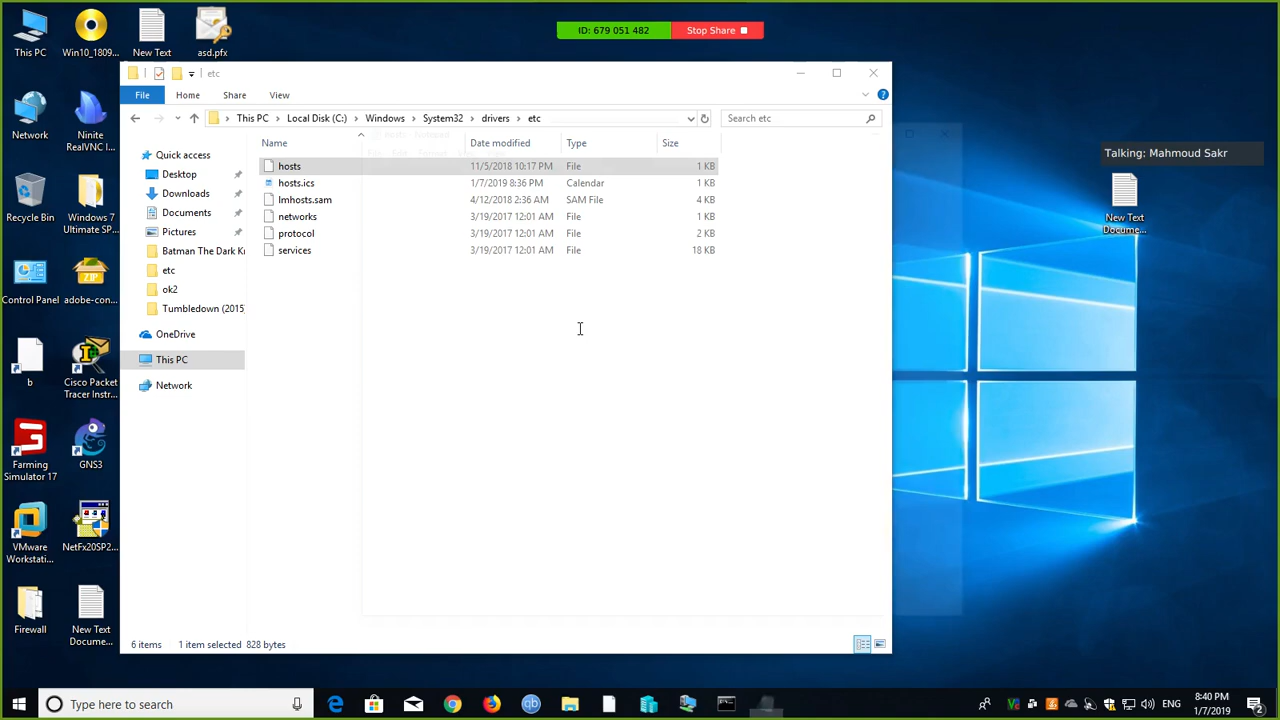 ID: 679 051 482
Stop Share
This PC
Win10_1809...
New Text
asd.pfx
etc
File
Home
Share
View
This PC
Local Disk (C:)
Windows
System32
drivers
etc
Search etc
Talking: Mahmoud Sakr
Network
Ninite
RealVNC I...
Recycle Bin
Windows 7
Ultimate SP...
Control Panel
adobe-con...
b
Cisco Packet
Tracer Instr...
Farming
Simulator 17
GNS3
VMware
Workstati...
NetFx20SP2...
Firewall
New Text
Docume...
Quick access
Desktop
Downloads
Documents
Pictures
Batman The Dark Kn
etc
ok2
Tumbledown (2015)
OneDrive
This PC
Network
Name
Date modified
Type
Size
hosts
11/5/2018 10:17 PM
File
1 KB
hosts.ics
1/7/2019 8:36 PM
Calendar
1 KB
lmhosts.sam
4/12/2018 2:36 AM
SAM File
4 KB
networks
3/19/2017 12:01 AM
File
1 KB
protocol
3/19/2017 12:01 AM
File
2 KB
services
3/19/2017 12:01 AM
File
18 KB
New Text
Docume...
6 items
1 item selected 828 bytes
Type here to search
ENG
8:40 PM
1/7/2019
2